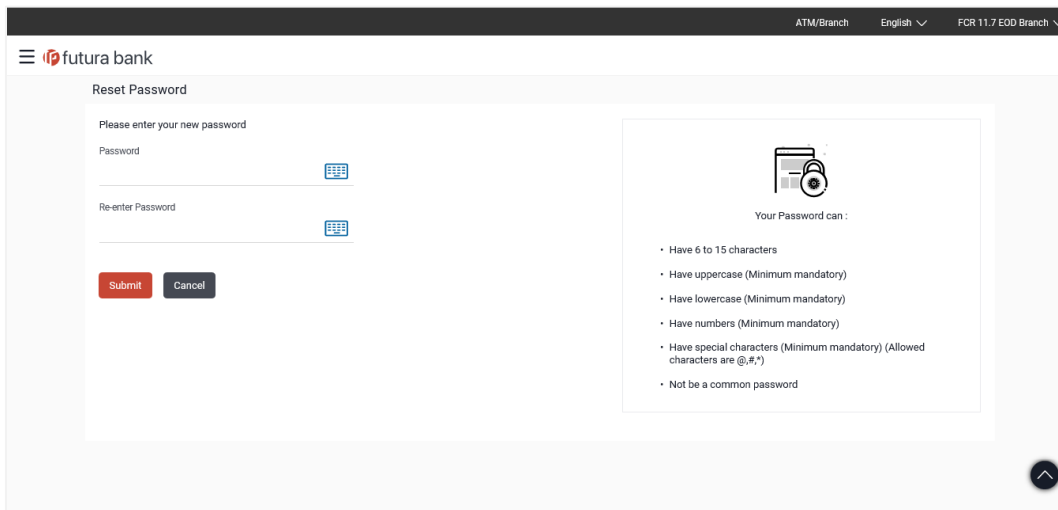 ATM/Branch English FCR 11.7 EOD Branch
futura bank
Reset Password
Please enter your new password
Password
Re-enter Password
Submit Cancel
Your Password can :
• Have 6 to 15 characters
• Have uppercase (Minimum mandatory)
• Have lowercase (Minimum mandatory)
• Have numbers (Minimum mandatory)
• Have special characters (Minimum mandatory) (Allowed
characters are @,#,*)
• Not be a common password